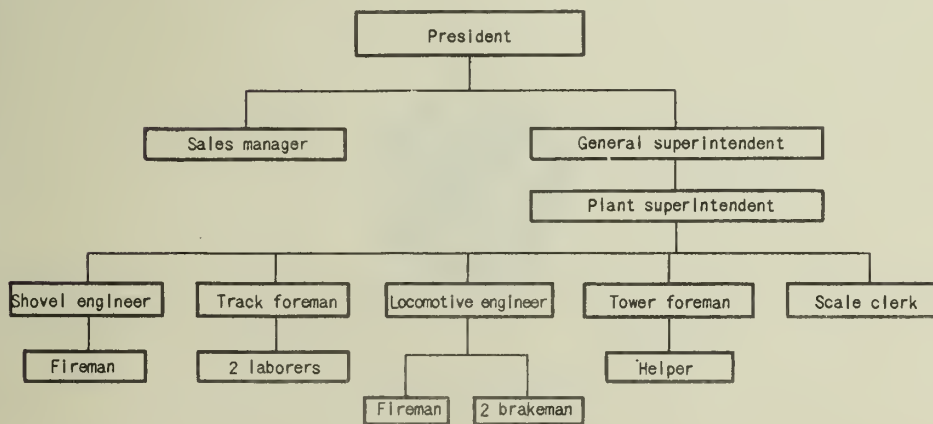 President
Sales manager
General superintendent
Plant superintendent
Shovel engineer
Track foreman
Locomotive engineer
Tower foreman
Scale clerk
Fireman
2 laborers
Helper
Fireman
2 brakeman